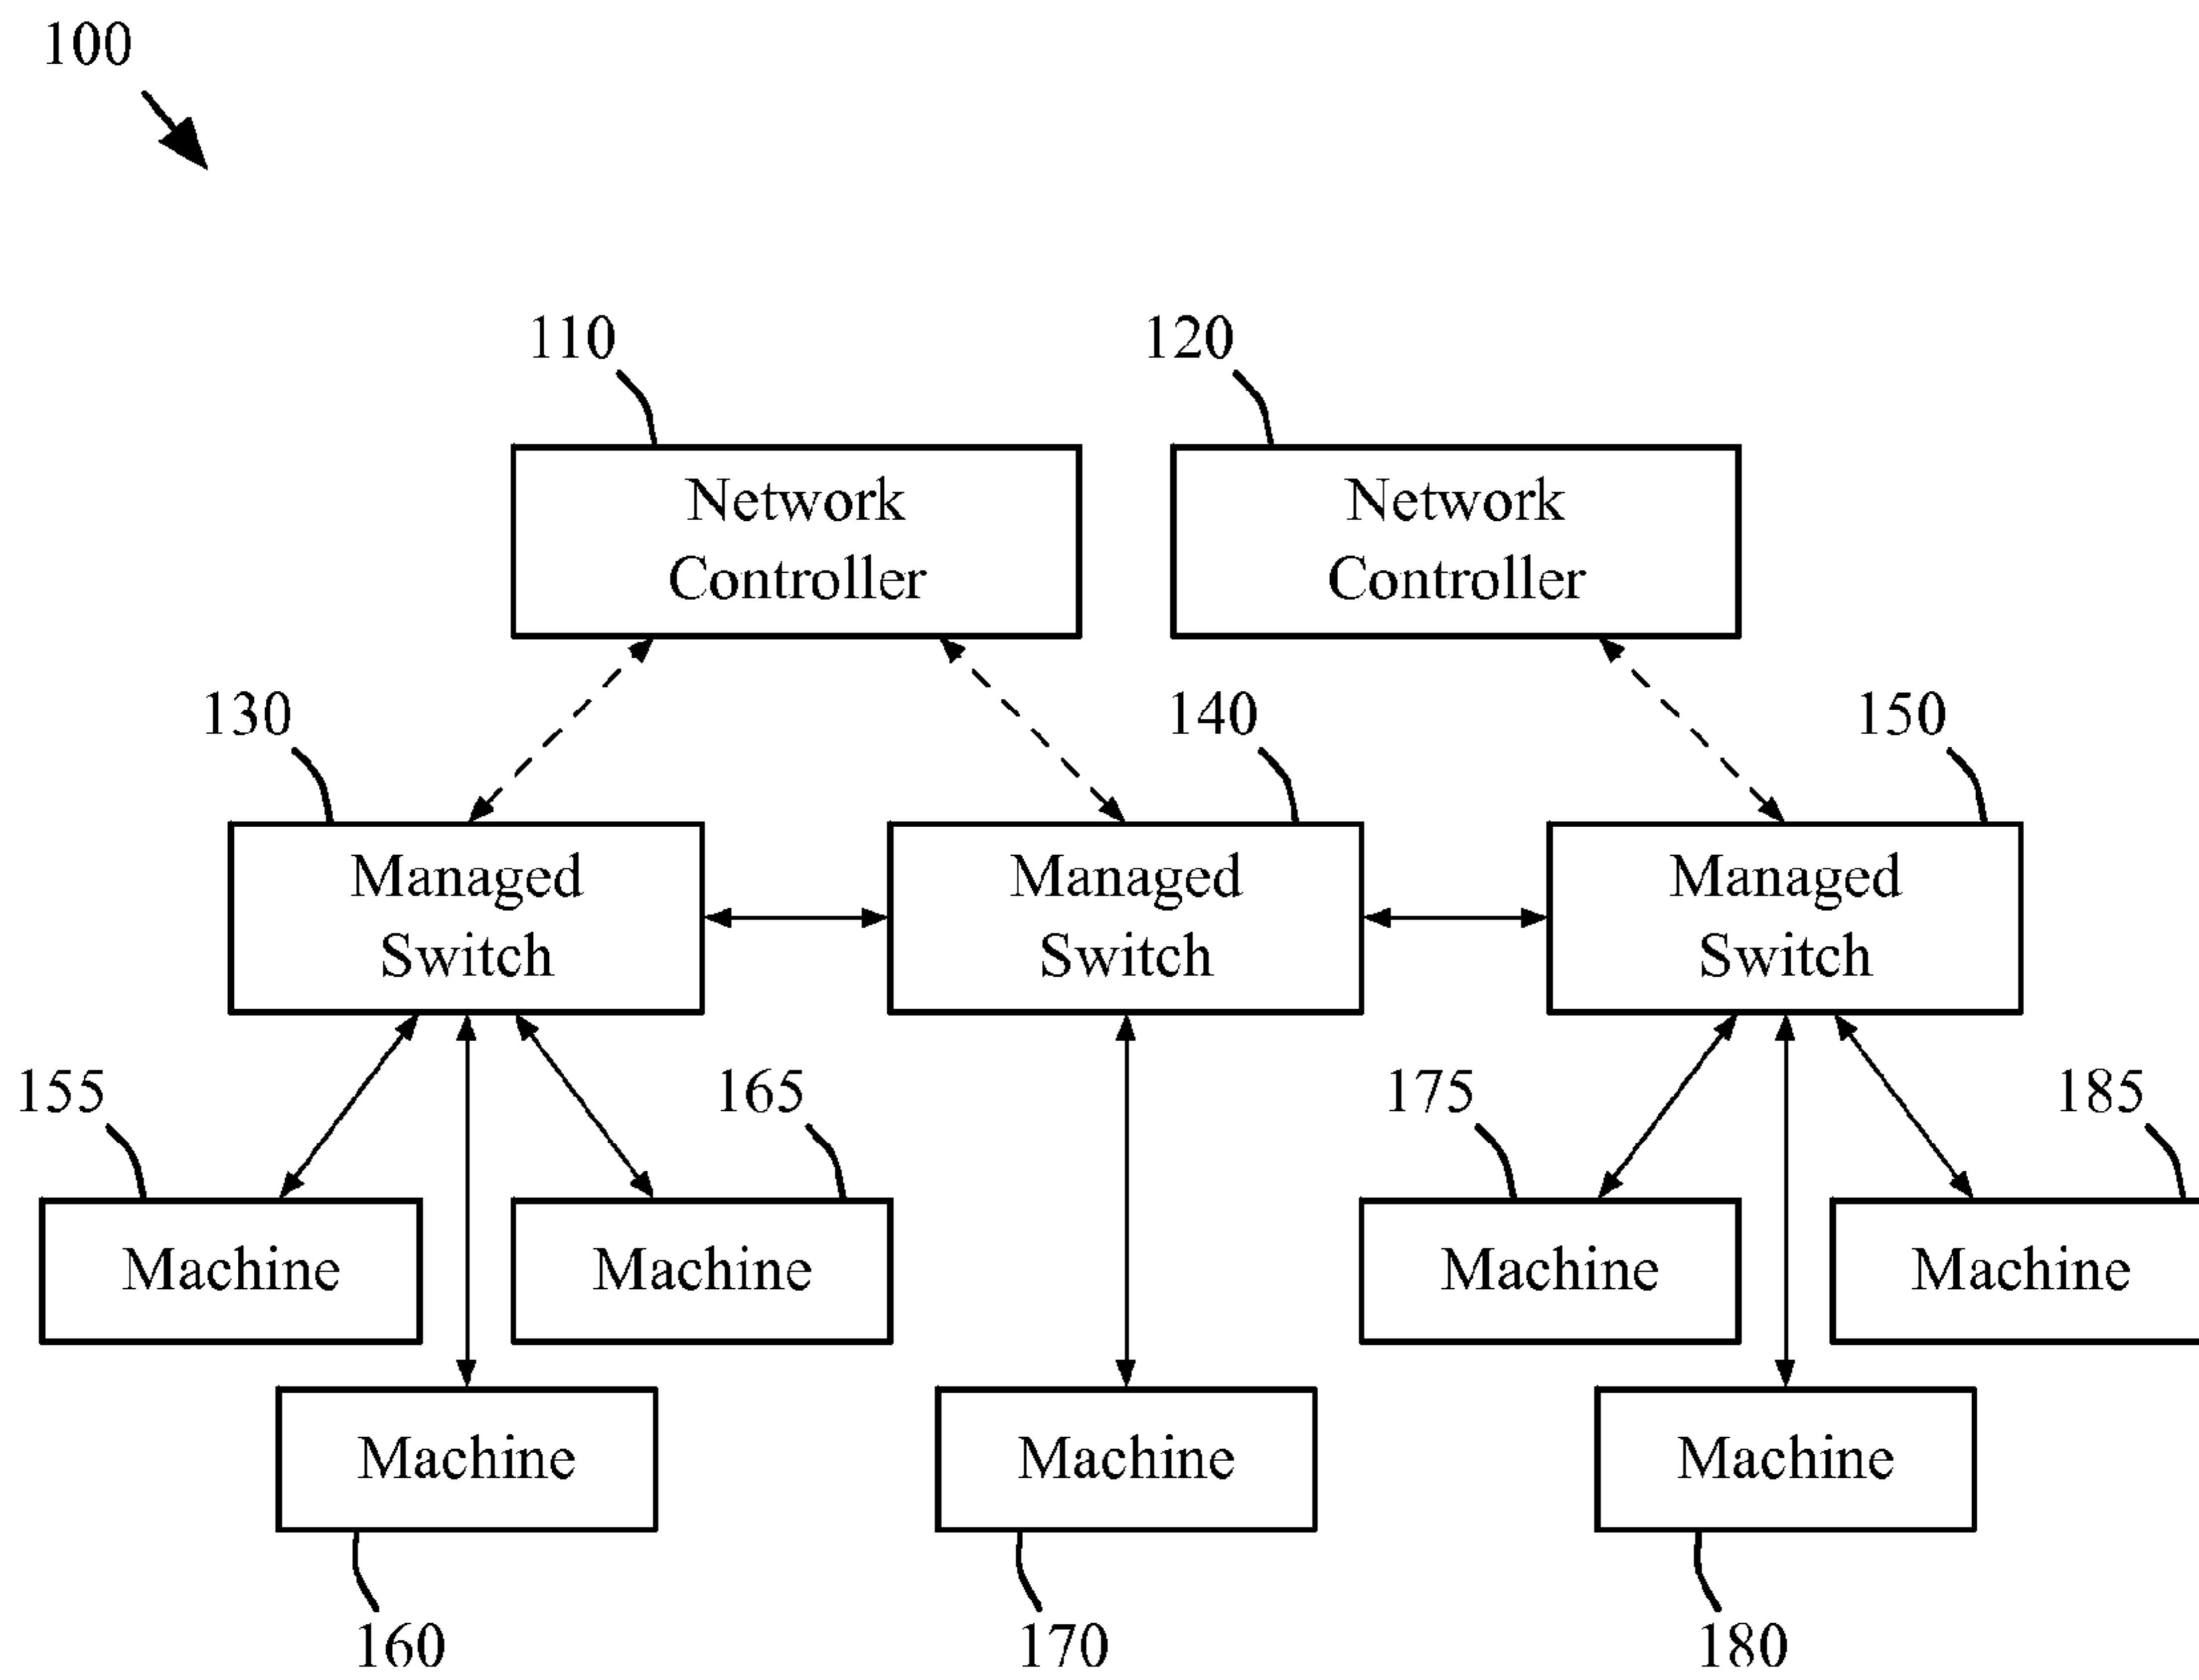 100
110
120
Network
Controller
Network
Controller
130
140
150
Managed
Switch
Managed
Switch
Managed
Switch
155
165
175
185
Machine
Machine
Machine
Machine
Machine
Machine
Machine
160
170
180